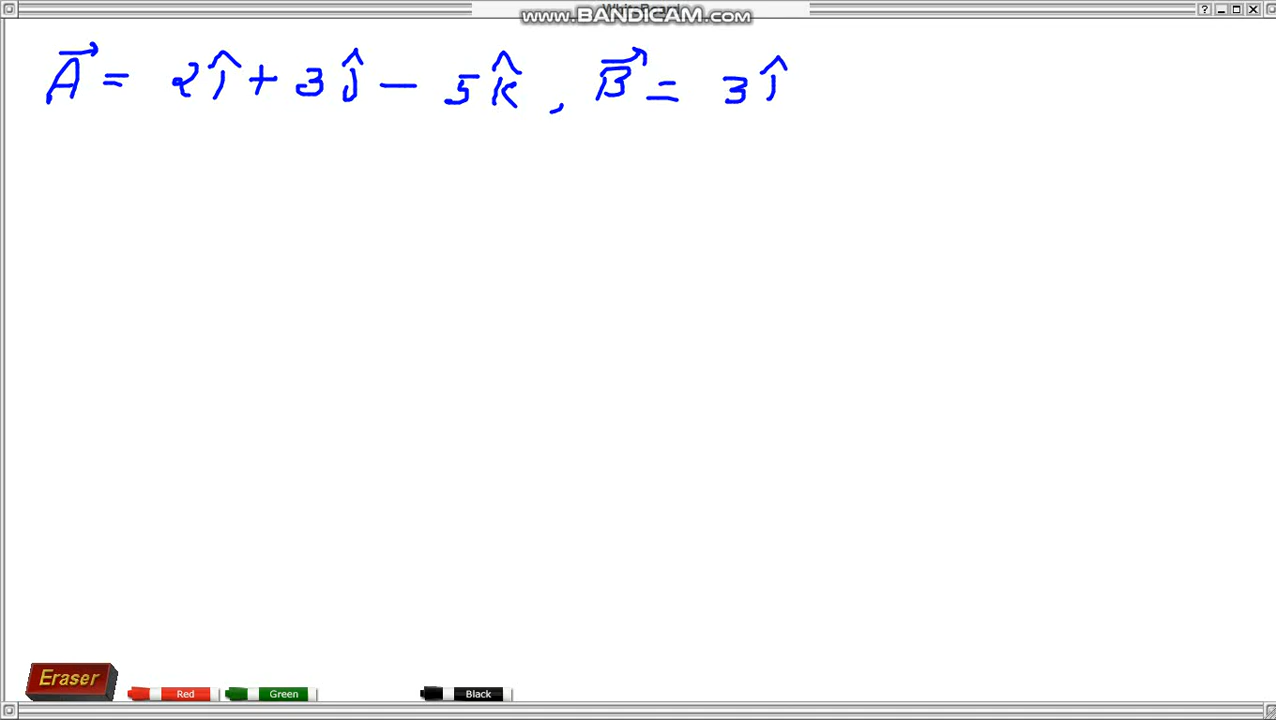 www.BANDICAM.com
A⃗ = 2î + 3ĵ − 5k̂ , B⃗ = 3î
Eraser
Red
Green
Black